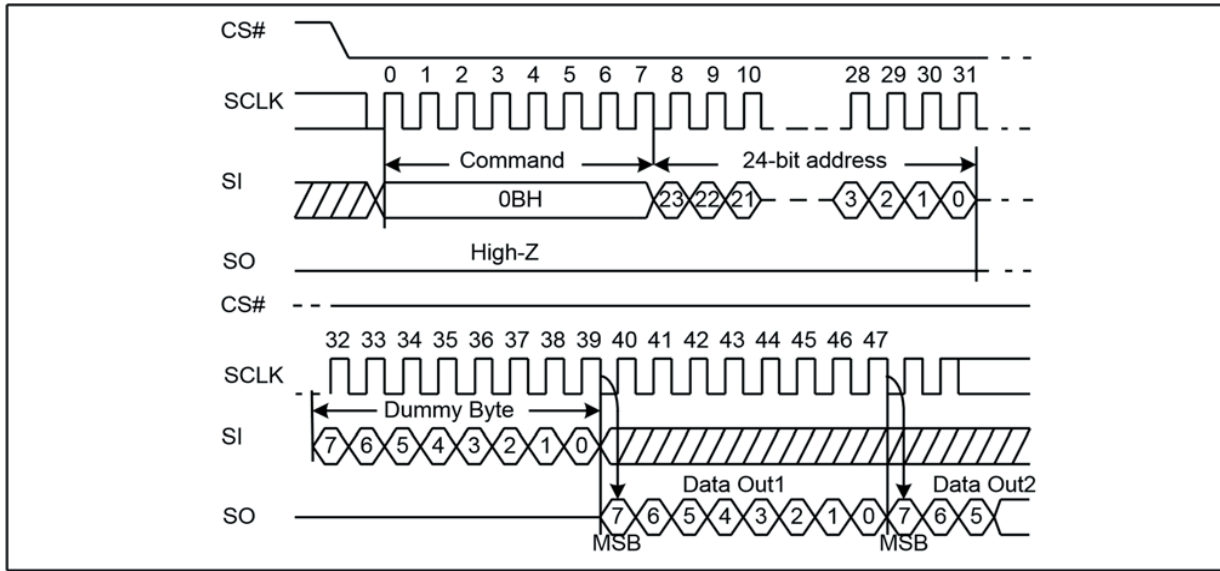 CS#
0 1 2 3 4 5 6 7 8 9 10 28 29 30 31
SCLK
Command 24-bit address
SI
0BH 23 22 21 3 2 1 0
High-Z
SO
CS#
32 33 34 35 36 37 38 39 40 41 42 43 44 45 46 47
SCLK
Dummy Byte
SI
7 6 5 4 3 2 1 0
Data Out1 Data Out2
SO
7 6 5 4 3 2 1 0 7 6 5
MSB MSB